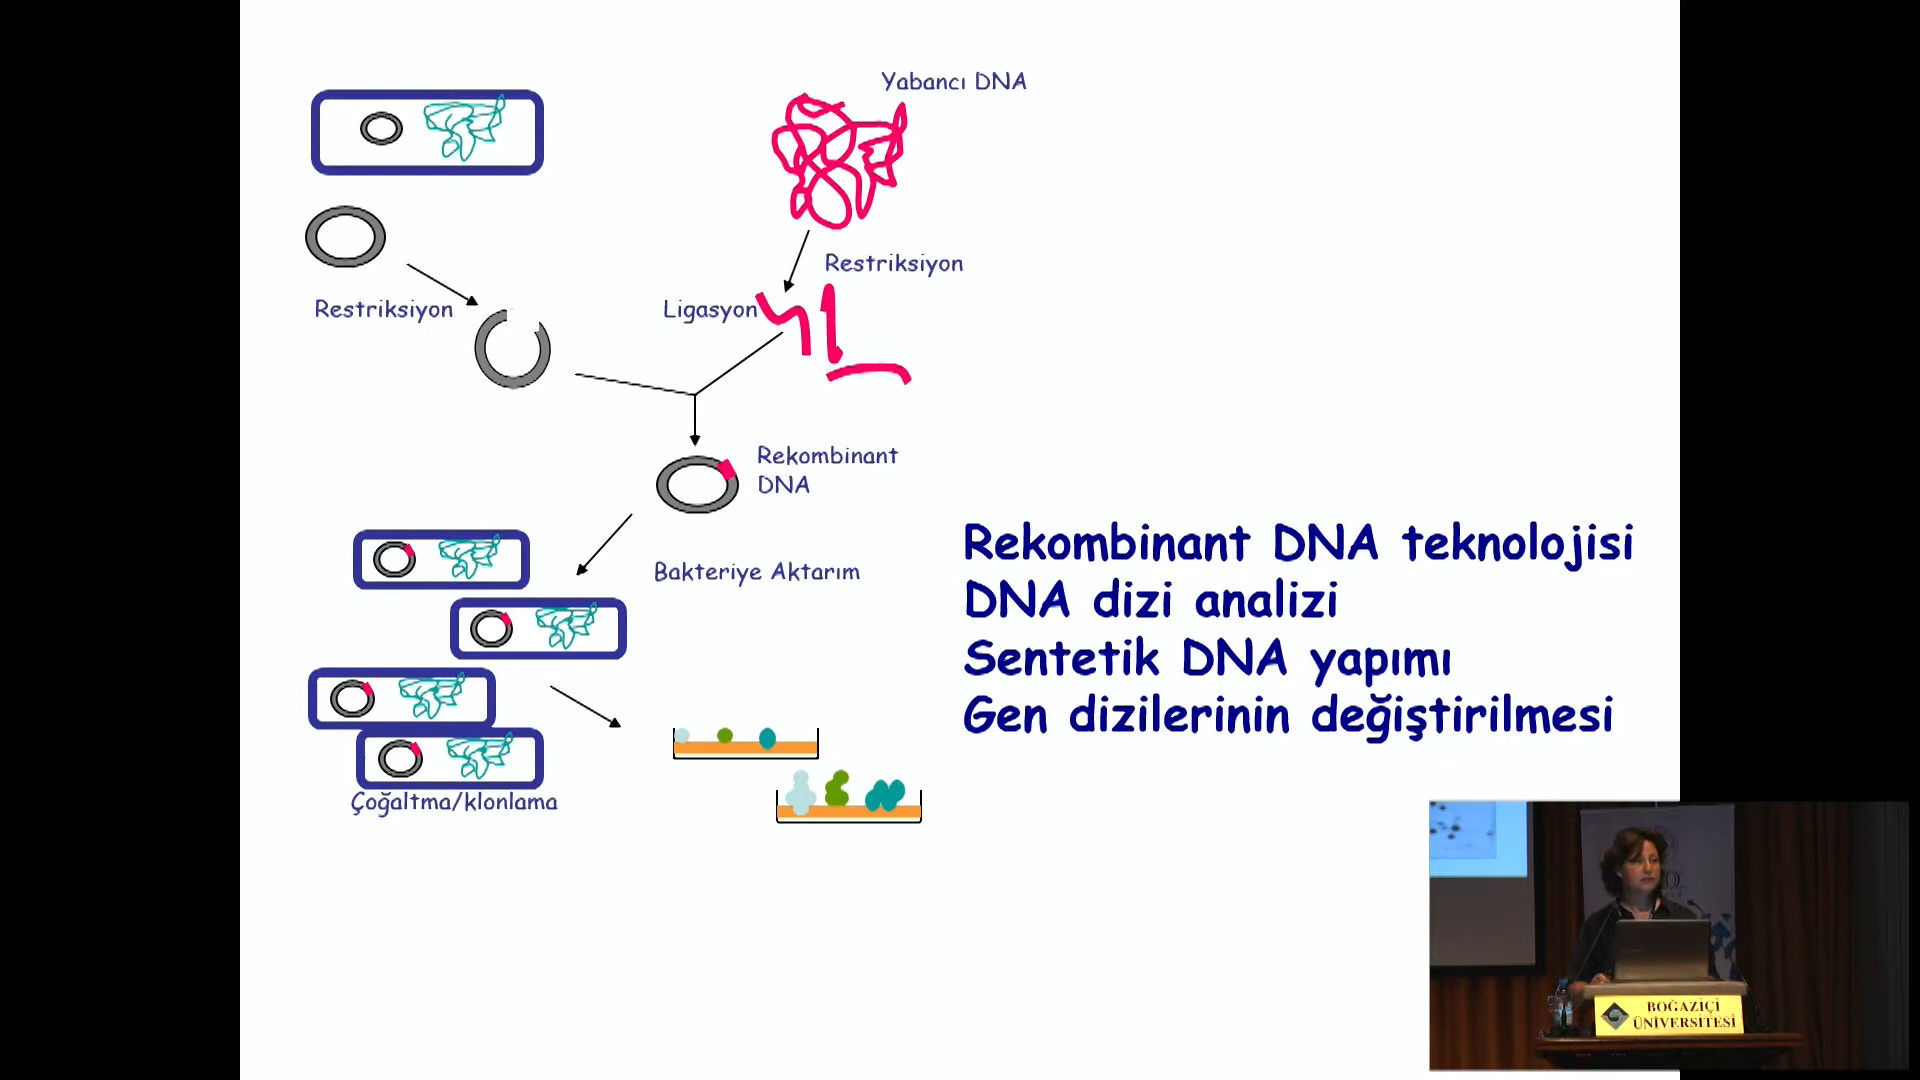 Yabancı DNA
Restriksiyon
Restriksiyon
Ligasyon
Rekombinant
DNA
Bakteriye Aktarım
Çoğaltma/klonlama
Rekombinant DNA teknolojisi
DNA dizi analizi
Sentetik DNA yapımı
Gen dizilerinin değiştirilmesi
BOĞAZİÇİ
ÜNİVERSİTESİ